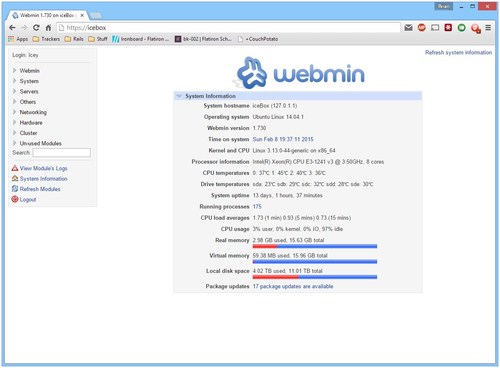 Webmin 1.730 on iceBox
https://icebox
Apps Trackers Rails Stuff Ironboard - Flatiron bk-002 | Flatiron Sch... CouchPotato
Refresh system information
Login: icey
Webmin
System
Servers
Others
Networking
Hardware
Cluster
Un-used Modules
Search:
View Module's Logs
System Information
Refresh Modules
Logout
webmin
System Information
System hostname iceBox (127.0.1.1)
Operating system Ubuntu Linux 14.04.1
Webmin version 1.730
Time on system Sun Feb 8 19:37:11 2015
Kernel and CPU Linux 3.13.0-44-generic on x86_64
Processor information Intel(R) Xeon(R) CPU E3-1241 v3 @ 3.50GHz, 8 cores
CPU temperatures 0: 37℃ 1: 45℃ 2: 40℃ 3: 36℃
Drive temperatures sda: 23℃ sdb: 29℃ sdc: 32℃ sdd: 28℃ sde: 30℃
System uptime 13 days, 1 hours, 37 minutes
Running processes 175
CPU load averages 1.73 (1 min) 0.93 (5 mins) 0.73 (15 mins)
CPU usage 3% user, 0% kernel, 0% IO, 97% idle
Real memory 2.98 GB used, 15.63 GB total
Virtual memory 59.38 MB used, 15.96 GB total
Local disk space 4.02 TB used, 11.01 TB total
Package updates 17 package updates are available